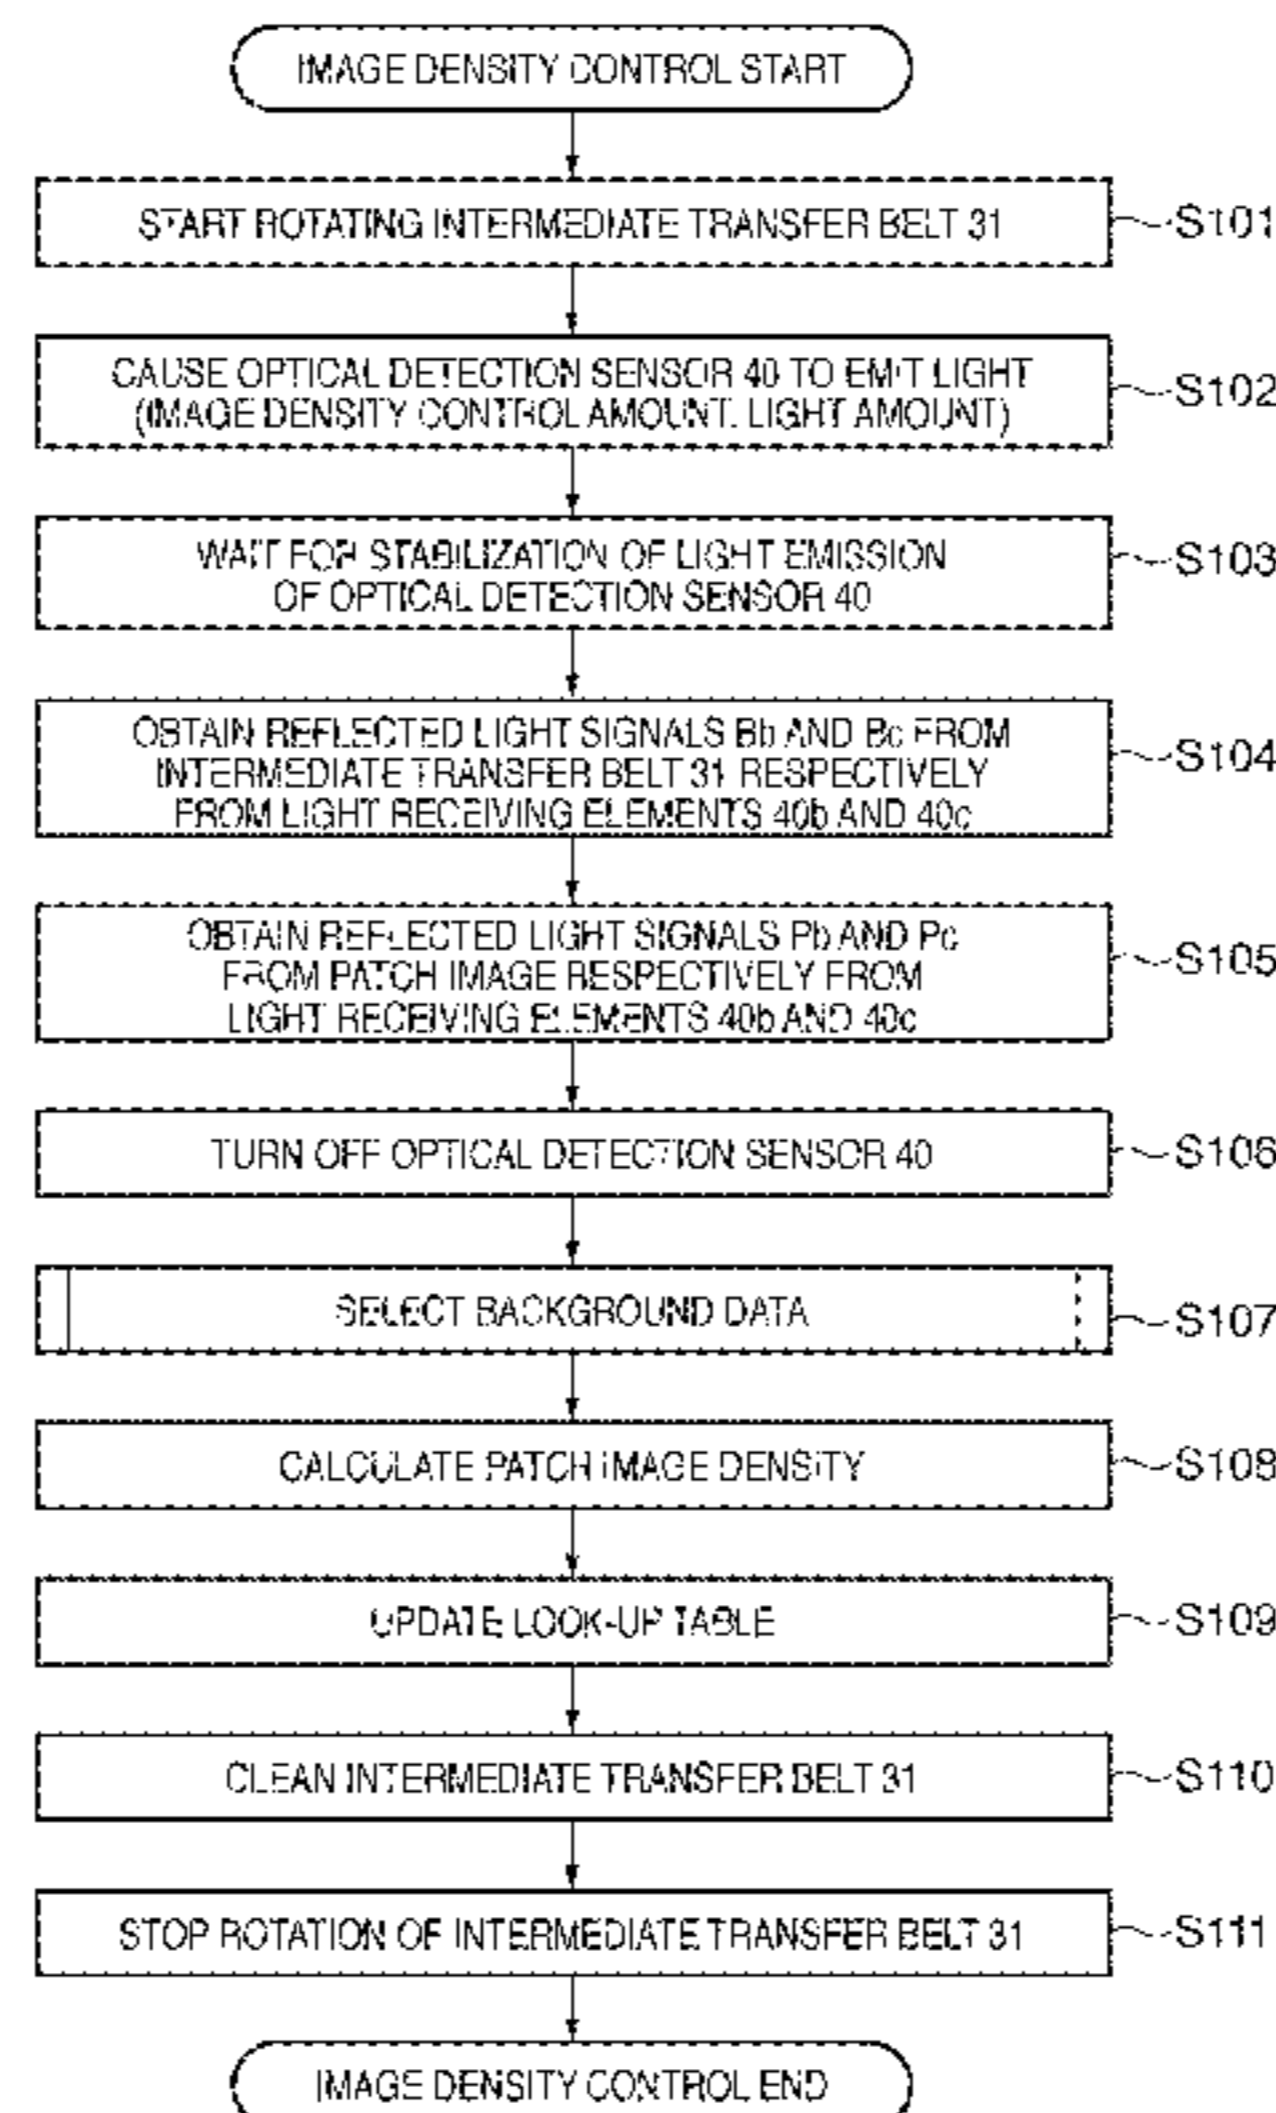 IMAGE DENSITY CONTROL START
START ROTATING INTERMEDIATE TRANSFER BELT 31
S101
CAUSE OPTICAL DETECTION SENSOR 40 TO EMIT LIGHT
(IMAGE DENSITY CONTROL AMOUNT. LIGHT AMOUNT)
S102
WAIT FOR STABILIZATION OF LIGHT EMISSION
OF OPTICAL DETECTION SENSOR 40
S103
OBTAIN REFLECTED LIGHT SIGNALS Bb AND Bc FROM
INTERMEDIATE TRANSFER BELT 31 RESPECTIVELY
FROM LIGHT RECEIVING ELEMENTS 40b AND 40c
S104
OBTAIN REFLECTED LIGHT SIGNALS Pb AND Pc
FROM PATCH IMAGE RESPECTIVELY FROM
LIGHT RECEIVING ELEMENTS 40b AND 40c
S105
TURN OFF OPTICAL DETECTION SENSOR 40
S106
SELECT BACKGROUND DATA
S107
CALCULATE PATCH IMAGE DENSITY
S108
UPDATE LOOK-UP TABLE
S109
CLEAN INTERMEDIATE TRANSFER BELT 31
S110
STOP ROTATION OF INTERMEDIATE TRANSFER BELT 31
S111
IMAGE DENSITY CONTROL END